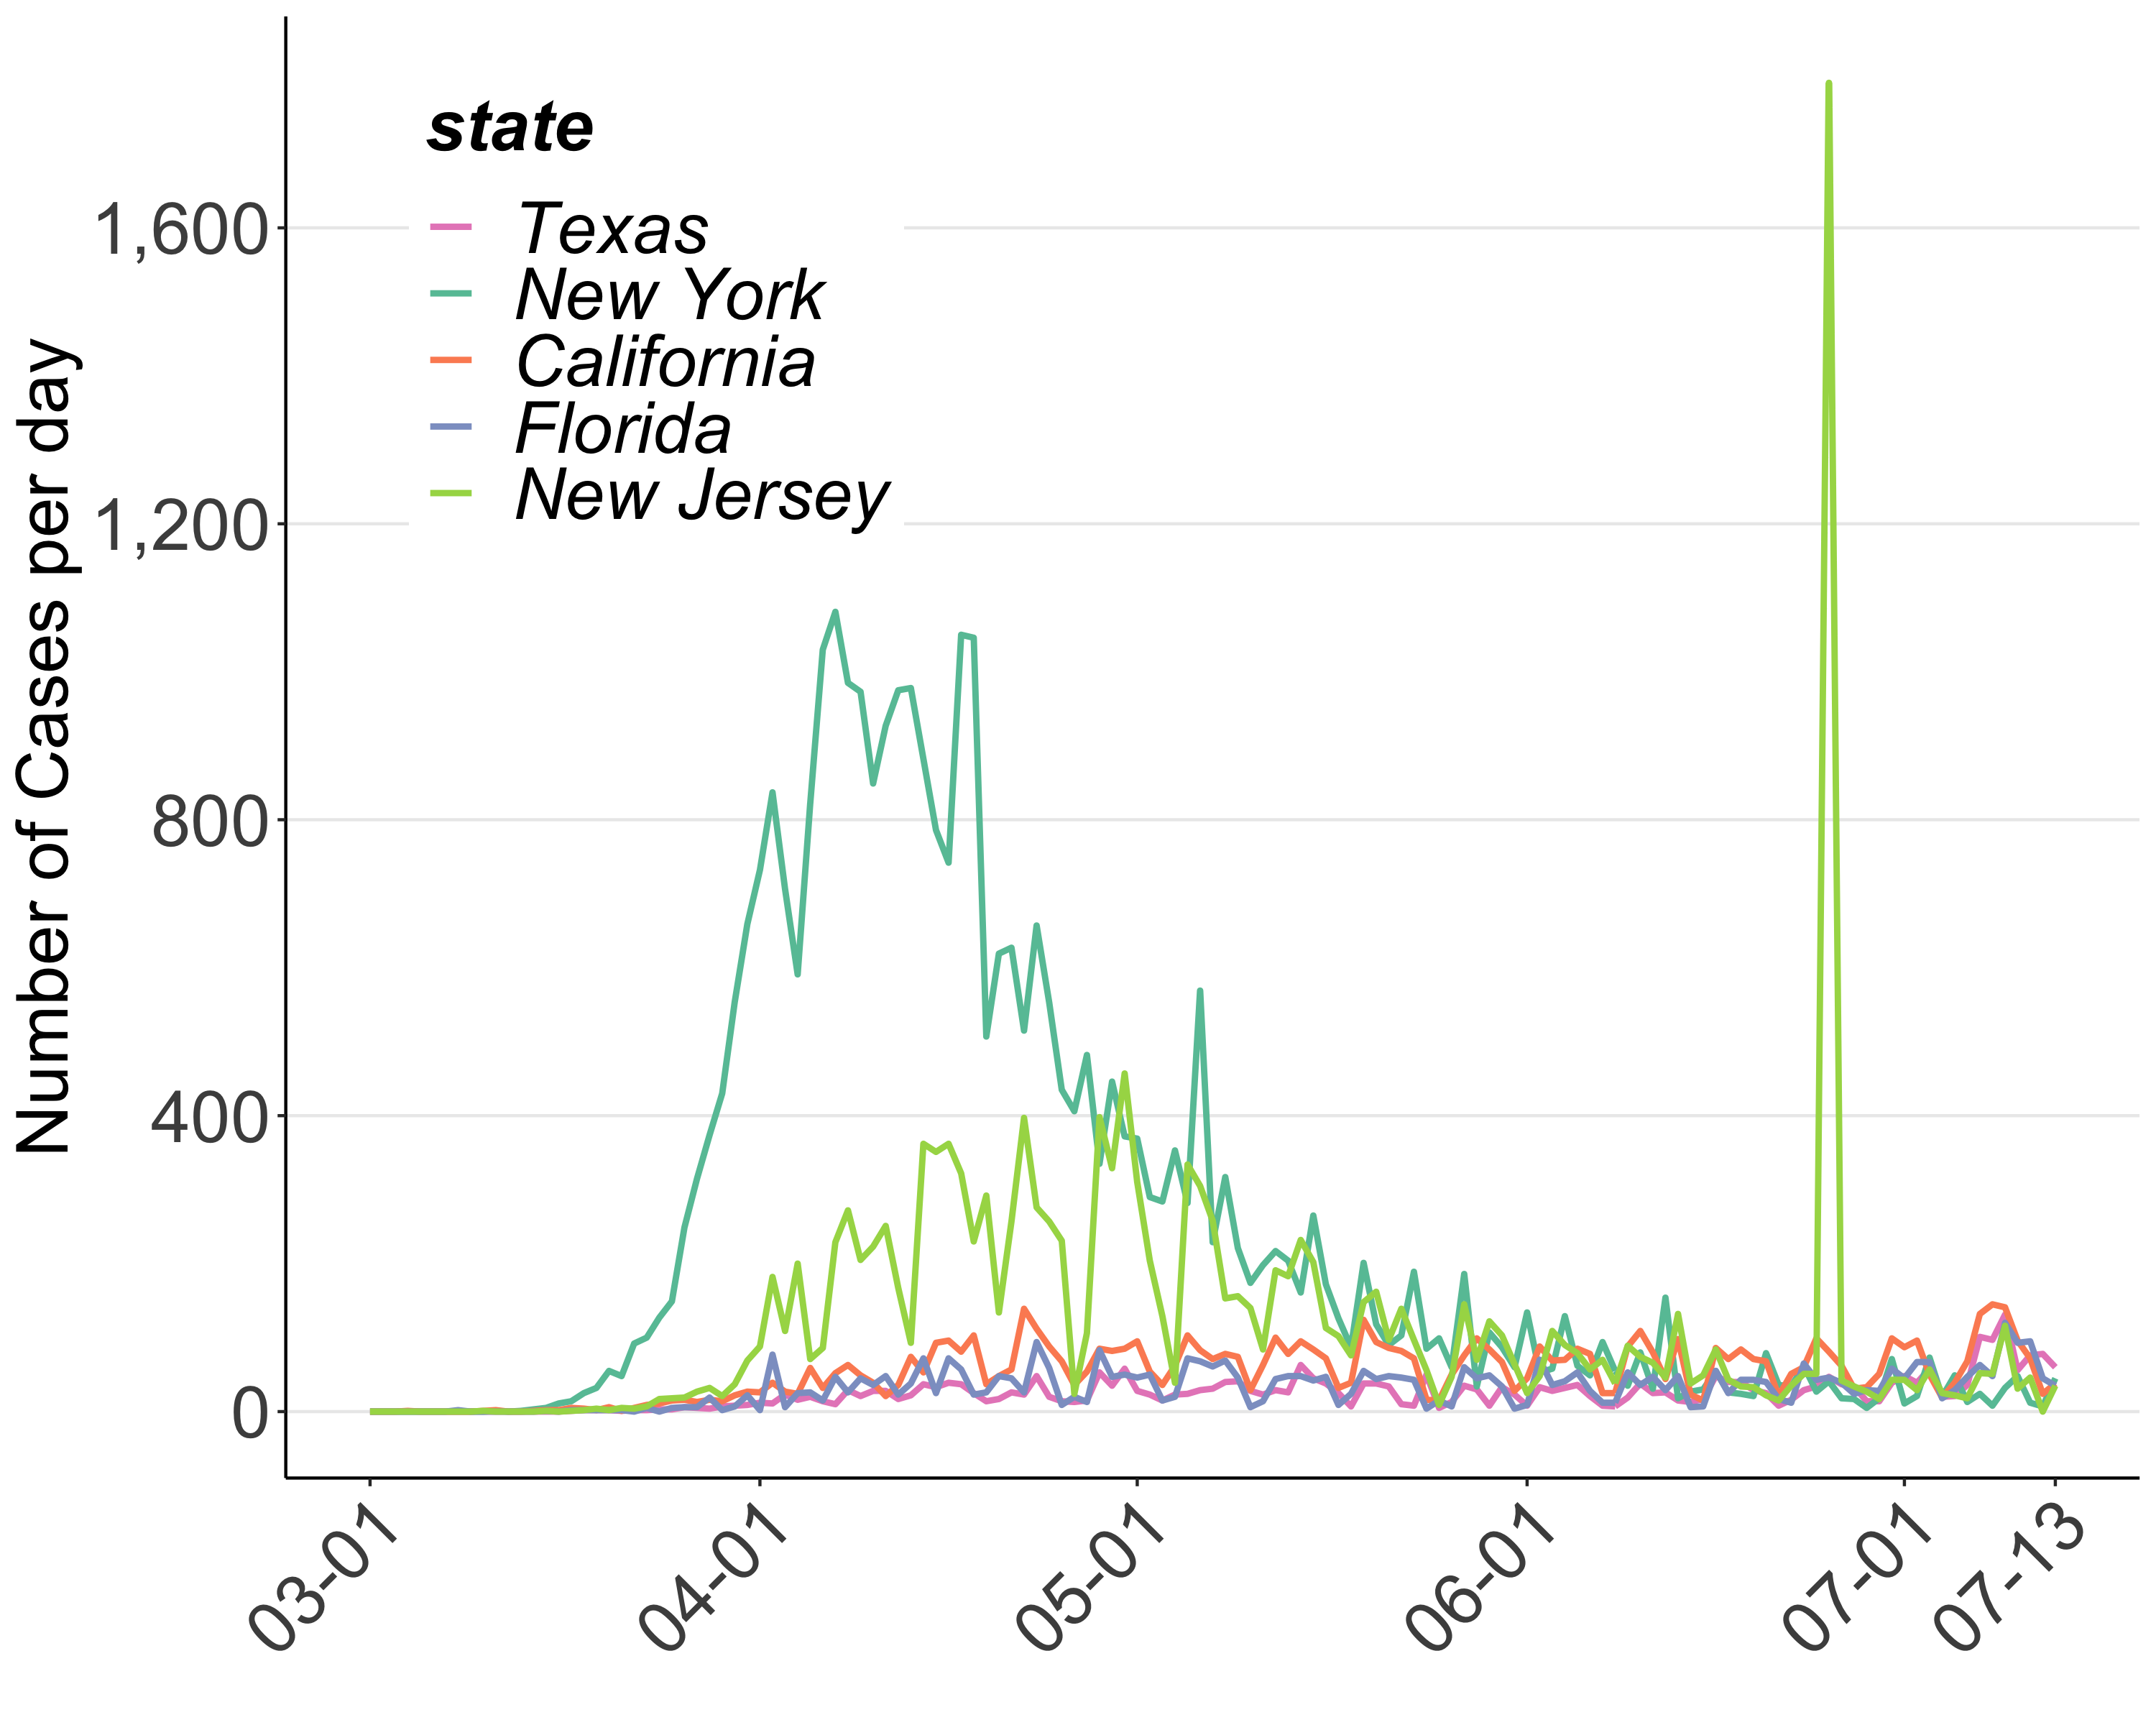 state
Texas
New York
California
Florida
New Jersey
Number of Cases per day
1,600
1,200
800
400
0
03-01
04-01
05-01
06-01
07-01
07-13